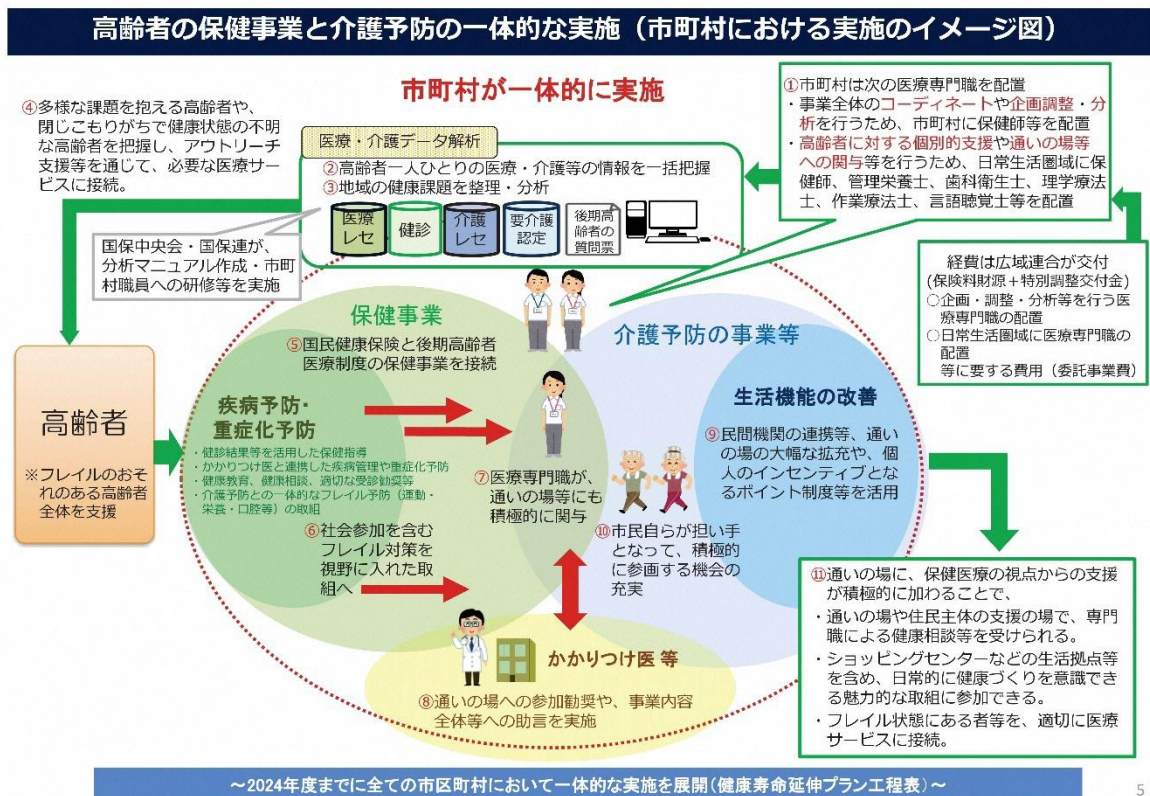 高齢者の保健事業と介護予防の一体的な実施（市町村における実施のイメージ図）
市町村が一体的に実施
④多様な課題を抱える高齢者や、
閉じこもりがちで健康状態の不明
な高齢者を把握し、アウトリーチ
支援等を通じて、必要な医療サー
ビスに接続。
医療・介護データ解析
②高齢者一人ひとりの医療・介護等の情報を一括把握
③地域の健康課題を整理・分析
医療
レセ
健診
介護
レセ
要介護
認定
後期高
齢者の
質問票
①市町村は次の医療専門職を配置
・事業全体のコーディネートや企画調整・分
析を行うため、市町村に保健師等を配置
・高齢者に対する個別的支援や通いの場等
への関与等を行うため、日常生活圏域に保
健師、管理栄養士、歯科衛生士、理学療法
士、作業療法士、言語聴覚士等を配置
国保中央会・国保連が、
分析マニュアル作成・市町
村職員への研修等を実施
経費は広域連合が交付
(保険料財源＋特別調整交付金)
○企画・調整・分析等を行う医
療専門職の配置
○日常生活圏域に医療専門職の
配置
等に要する費用（委託事業費）
高齢者
※フレイルのおそ
れのある高齢者
全体を支援
保健事業
⑤国民健康保険と後期高齢者
医療制度の保健事業を接続
疾病予防・
重症化予防
・健診結果等を活用した保健指導
・かかりつけ医と連携した疾病管理や重症化予防
・健康教育、健康相談、適切な受診勧奨等
・介護予防との一体的なフレイル予防（運動・
栄養・口腔等）の取組
⑥社会参加を含む
フレイル対策を
視野に入れた取
組へ
⑦医療専門職が、
通いの場等にも
積極的に関与
介護予防の事業等
生活機能の改善
⑨民間機関の連携等、通い
の場の大幅な拡充や、個
人のインセンティブとな
るポイント制度等を活用
⑩市民自らが担い手
となって、積極的
に参画する機会の
充実
かかりつけ医 等
⑧通いの場への参加勧奨や、事業内容
全体等への助言を実施
⑪通いの場に、保健医療の視点からの支援
が積極的に加わることで、
・通いの場や住民主体の支援の場で、専門
職による健康相談等を受けられる。
・ショッピングセンターなどの生活拠点等
を含め、日常的に健康づくりを意識でき
る魅力的な取組に参加できる。
・フレイル状態にある者等を、適切に医療
サービスに接続。
～2024年度までに全ての市区町村において一体的な実施を展開（健康寿命延伸プラン工程表）～
5